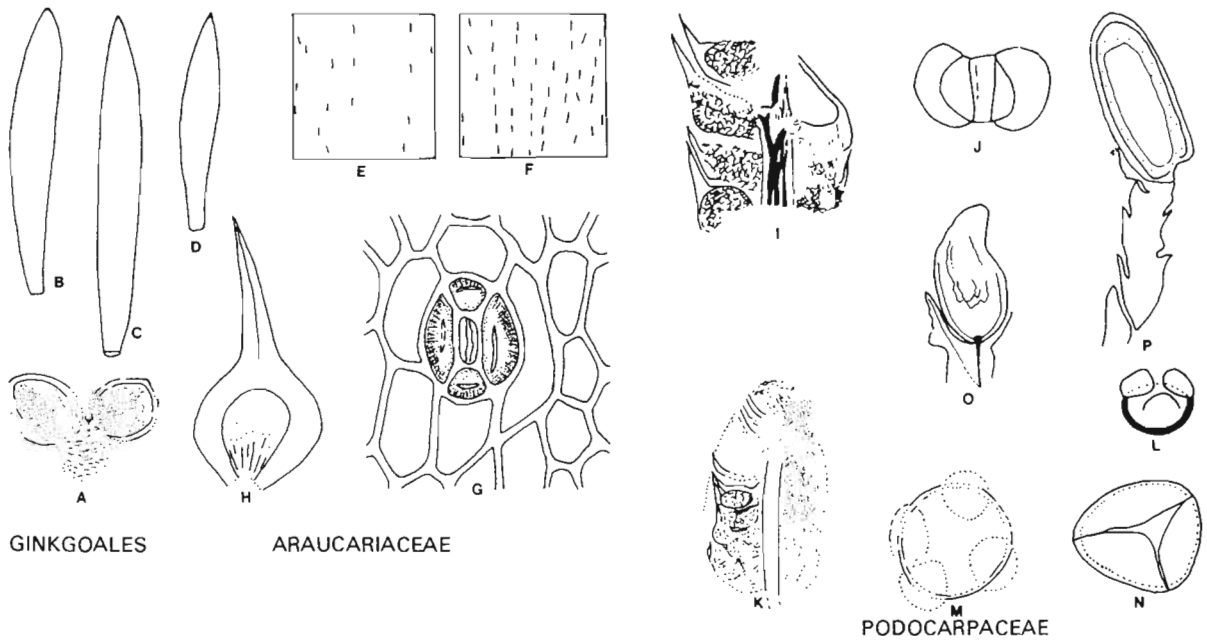 B
C
D
E
F
A
H
G
GINKGOALES
ARAUCARIACEAE
I
J
K
O
P
L
M
N
PODOCARPACEAE